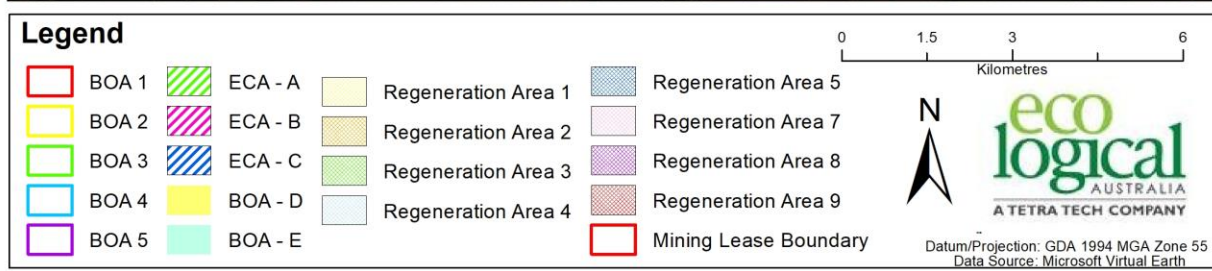 Legend
BOA 1
BOA 2
BOA 3
BOA 4
BOA 5
ECA - A
ECA - B
ECA - C
BOA - D
BOA - E
Regeneration Area 1
Regeneration Area 2
Regeneration Area 3
Regeneration Area 4
Regeneration Area 5
Regeneration Area 7
Regeneration Area 8
Regeneration Area 9
Mining Lease Boundary
0 1.5 3 6
Kilometres
N
eco
logical
AUSTRALIA
A TETRA TECH COMPANY
Datum/Projection: GDA 1994 MGA Zone 55
Data Source: Microsoft Virtual Earth